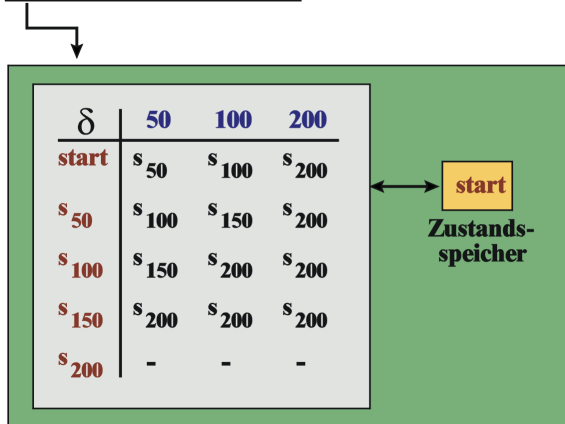 δ 50 100 200
start s50 s100 s200
s50 s100 s150 s200
s100 s150 s200 s200
s150 s200 s200 s200
s200 - - -
start
Zustands-
speicher